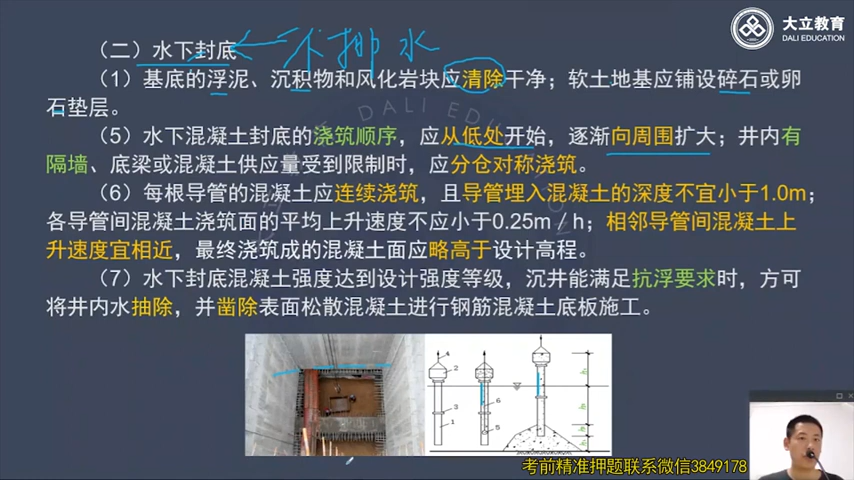 大立教育
DALI EDUCATION
（二）水下封底 不排水
（1）基底的浮泥、沉积物和风化岩块应清除干净；软土地基应铺设碎石或卵
石垫层。
（5）水下混凝土封底的浇筑顺序，应从低处开始，逐渐向周围扩大；井内有
隔墙、底梁或混凝土供应量受到限制时，应分仓对称浇筑。
（6）每根导管的混凝土应连续浇筑，且导管埋入混凝土的深度不宜小于1.0m；
各导管间混凝土浇筑面的平均上升速度不应小于0.25m／h；相邻导管间混凝土上
升速度宜相近，最终浇筑成的混凝土面应略高于设计高程。
（7）水下封底混凝土强度达到设计强度等级，沉井能满足抗浮要求时，方可
将井内水抽除，并凿除表面松散混凝土进行钢筋混凝土底板施工。
4
2
3
1
6
5
考前精准押题联系微信3849178